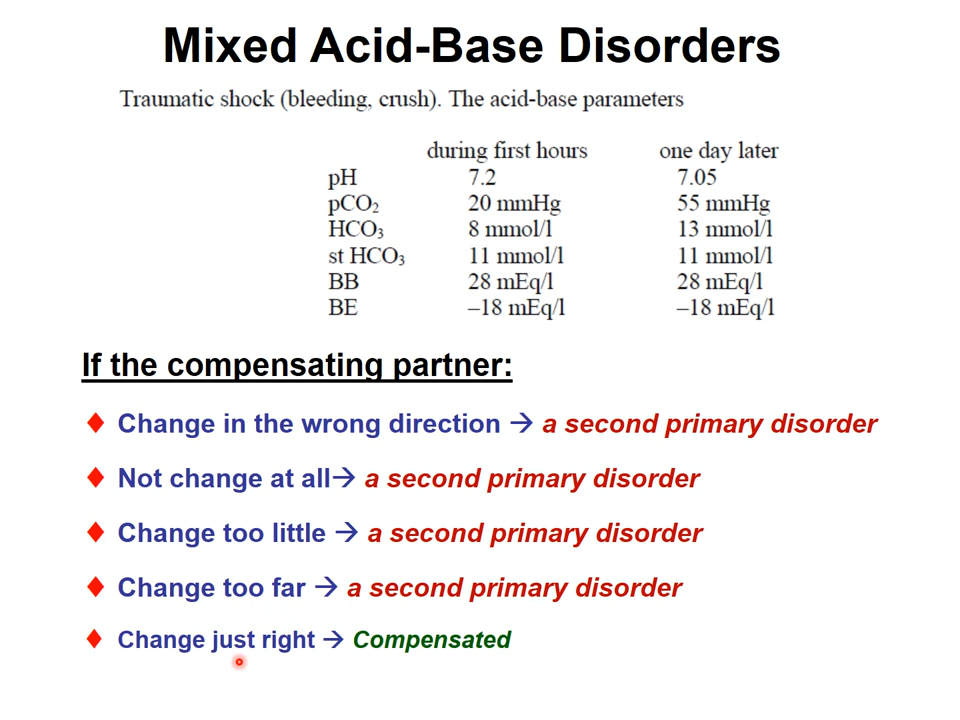 Mixed Acid-Base Disorders
Traumatic shock (bleeding, crush). The acid-base parameters
during first hours one day later
pH 7.2 7.05
pCO₂ 20 mmHg 55 mmHg
HCO₃ 8 mmol/l 13 mmol/l
st HCO₃ 11 mmol/l 11 mmol/l
BB 28 mEq/l 28 mEq/l
BE –18 mEq/l –18 mEq/l
If the compensating partner:
♦ Change in the wrong direction → a second primary disorder
♦ Not change at all→ a second primary disorder
♦ Change too little → a second primary disorder
♦ Change too far → a second primary disorder
♦ Change just right → Compensated